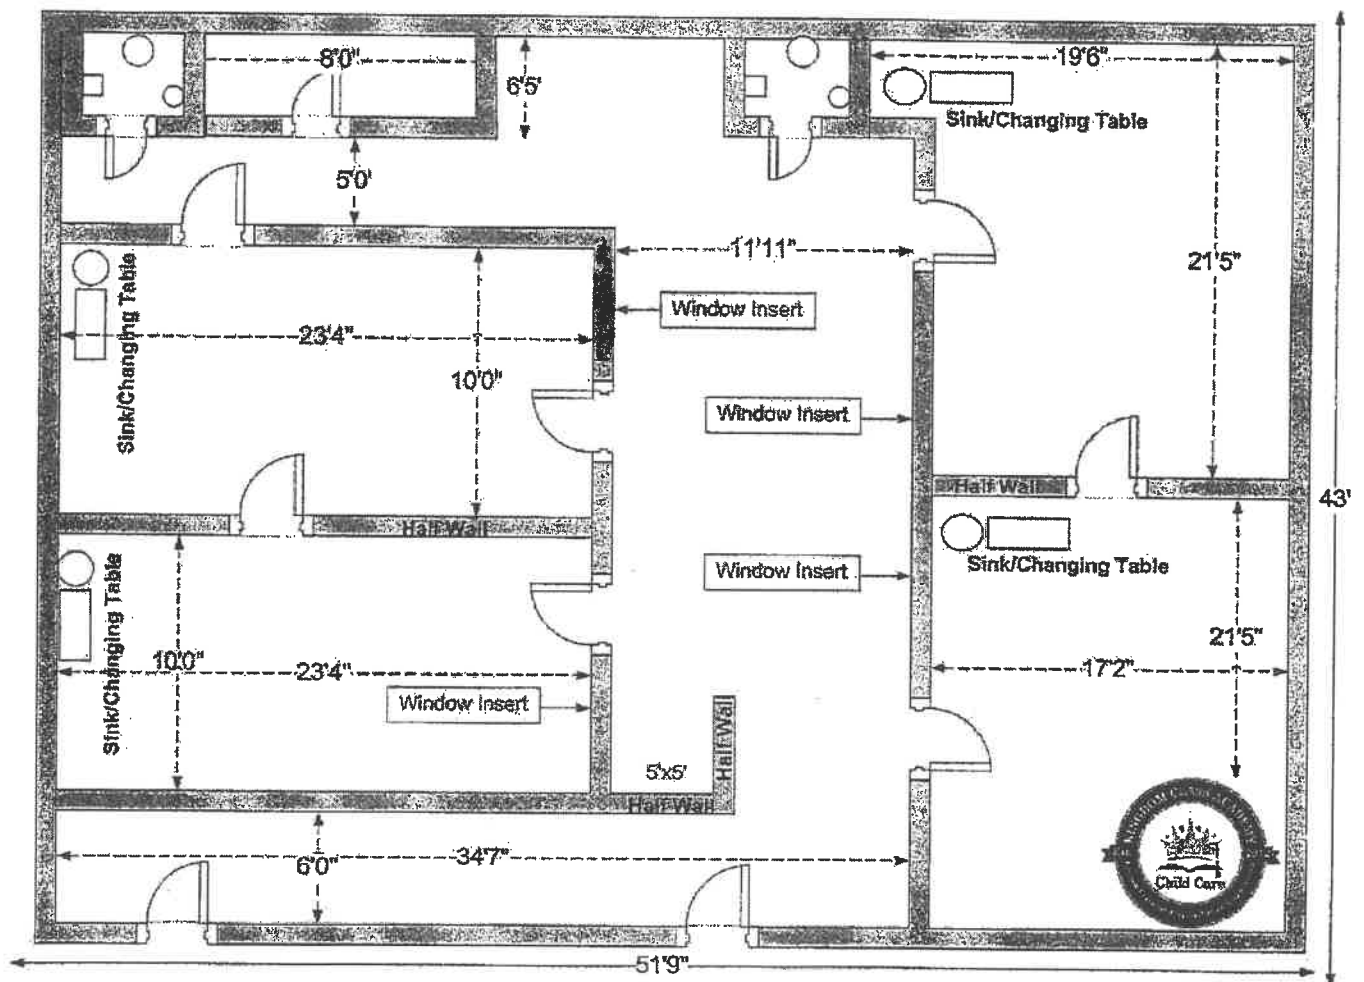 8'0"
6'5'
19'6"
Sink/Changing Table
5'0'
11'11"
21'5"
Sink/Changing Table
Window Insert
23'4"
10'0"
Window Insert
Half Wall
43'
Half Wall
Sink/Changing Table
Window Insert
Sink/Changing Table
21'5"
10'0"
23'4"
17'2"
Window Insert
Half Wall
5'x5'
Half Wall
34'7"
6'0"
Child Care
51'9"